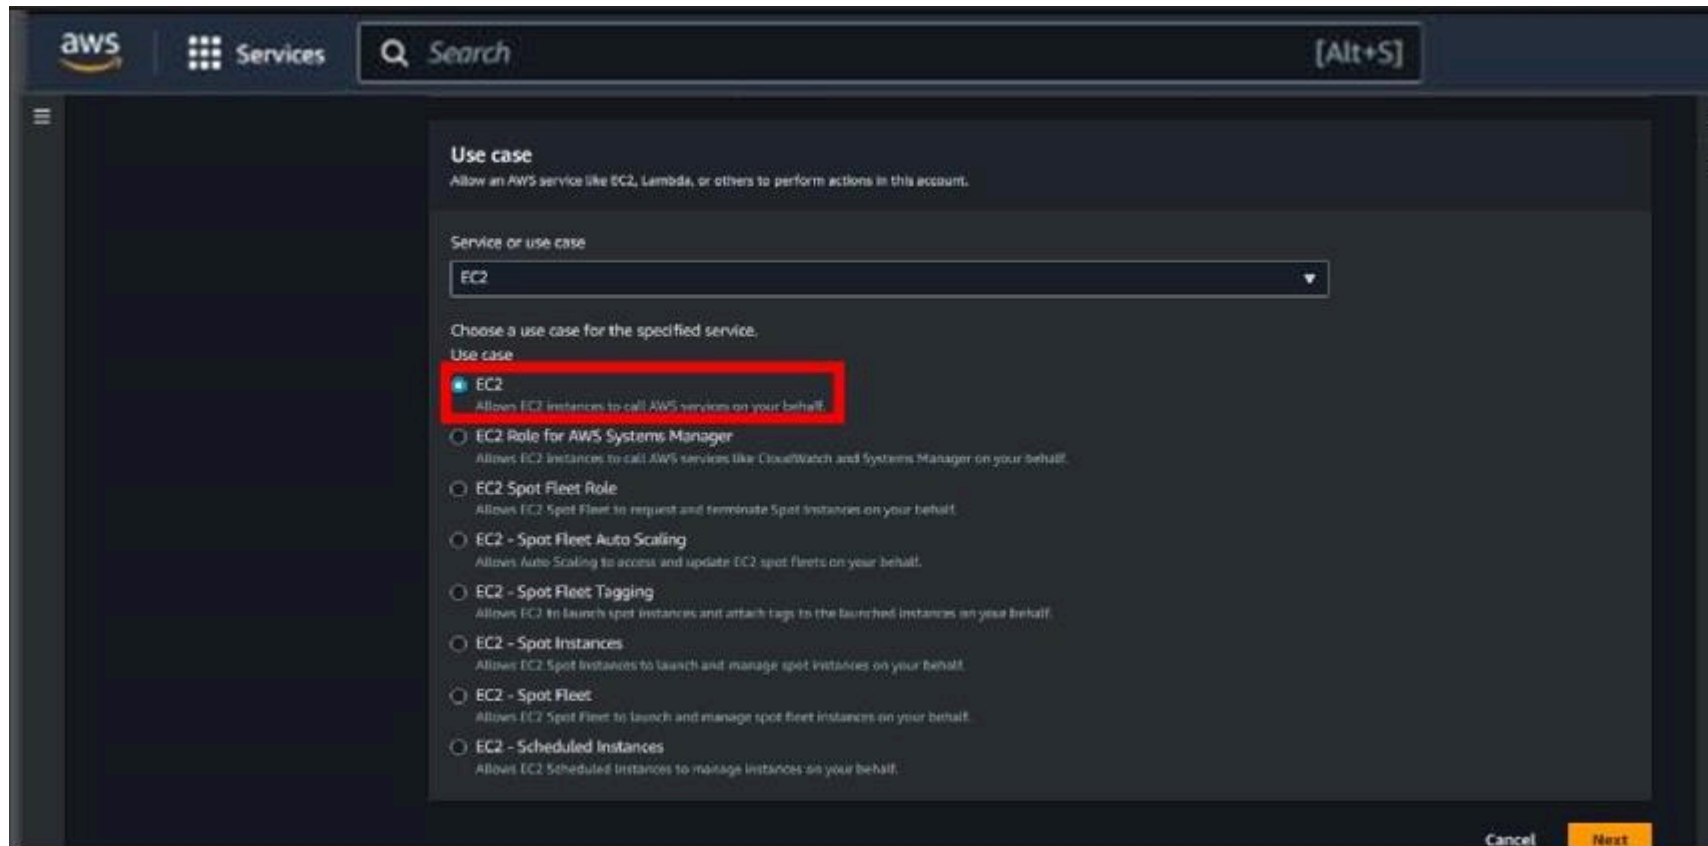 aws
Services
Search
[Alt+S]
Use case
Allow an AWS service like EC2, Lambda, or others to perform actions in this account.
Service or use case
EC2
Choose a use case for the specified service.
Use case
EC2
Allows EC2 instances to call AWS services on your behalf.
EC2 Role for AWS Systems Manager
Allows EC2 instances to call AWS services like CloudWatch and Systems Manager on your behalf.
EC2 Spot Fleet Role
Allows EC2 Spot Fleet to request and terminate Spot Instances on your behalf.
EC2 - Spot Fleet Auto Scaling
Allows Auto Scaling to access and update EC2 spot fleets on your behalf.
EC2 - Spot Fleet Tagging
Allows EC2 to launch spot instances and attach tags to the launched instances on your behalf.
EC2 - Spot Instances
Allows EC2 Spot Instances to launch and manage spot instances on your behalf.
EC2 - Spot Fleet
Allows EC2 Spot Fleet to launch and manage spot fleet instances on your behalf.
EC2 - Scheduled Instances
Allows EC2 Scheduled Instances to manage instances on your behalf.
Cancel
Next